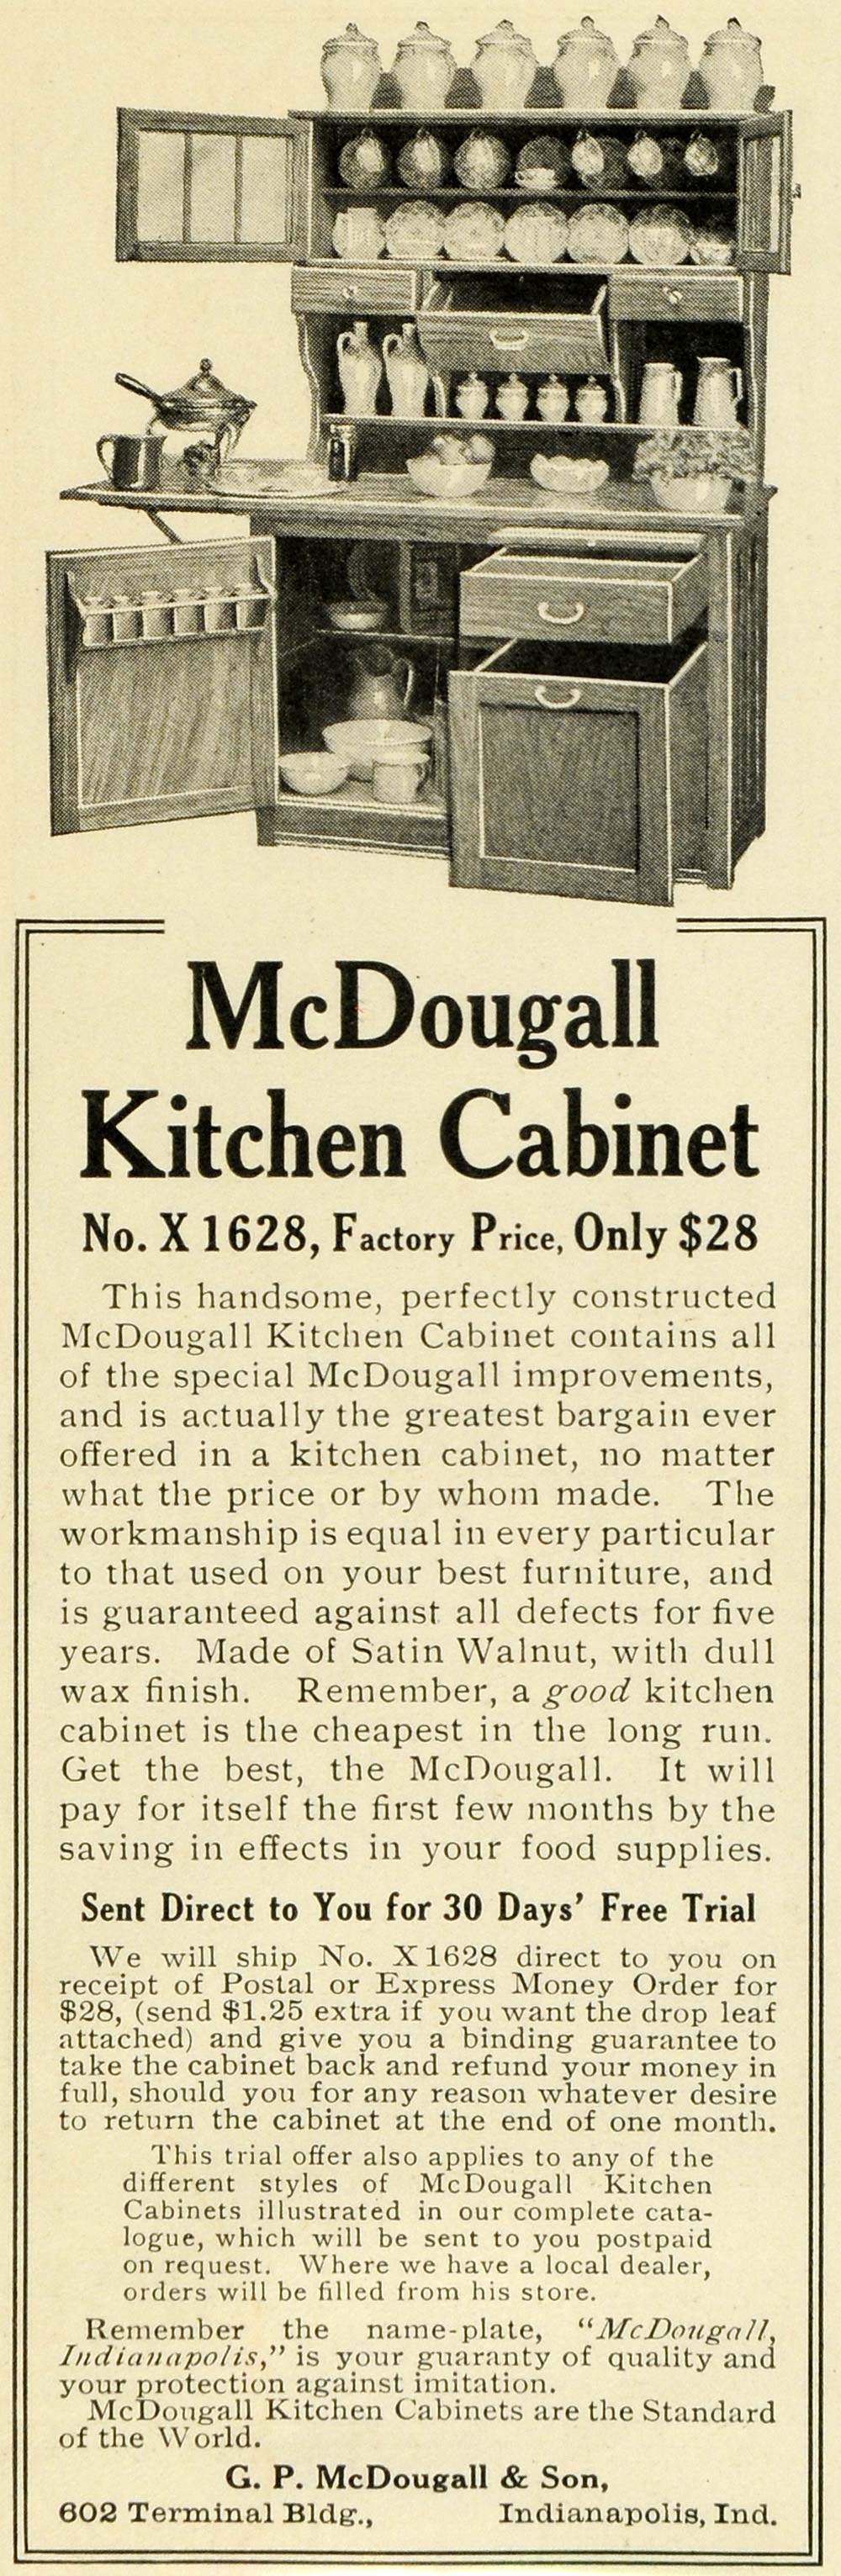 McDougall
Kitchen Cabinet
No. X 1628, Factory Price, Only $28
This handsome, perfectly constructed
McDougall Kitchen Cabinet contains all
of the special McDougall improvements,
and is actually the greatest bargain ever
offered in a kitchen cabinet, no matter
what the price or by whom made. The
workmanship is equal in every particular
to that used on your best furniture, and
is guaranteed against all defects for five
years. Made of Satin Walnut, with dull
wax finish. Remember, a good kitchen
cabinet is the cheapest in the long run.
Get the best, the McDougall. It will
pay for itself the first few months by the
saving in effects in your food supplies.
Sent Direct to You for 30 Days' Free Trial
We will ship No. X1628 direct to you on
receipt of Postal or Express Money Order for
$28, (send $1.25 extra if you want the drop leaf
attached) and give you a binding guarantee to
take the cabinet back and refund your money in
full, should you for any reason whatever desire
to return the cabinet at the end of one month.
This trial offer also applies to any of the
different styles of McDougall Kitchen
Cabinets illustrated in our complete cata-
logue, which will be sent to you postpaid
on request. Where we have a local dealer,
orders will be filled from his store.
Remember the name-plate, "McDougall,
Indianapolis," is your guaranty of quality and
your protection against imitation.
McDougall Kitchen Cabinets are the Standard
of the World.
G. P. McDougall & Son,
602 Terminal Bldg., Indianapolis, Ind.